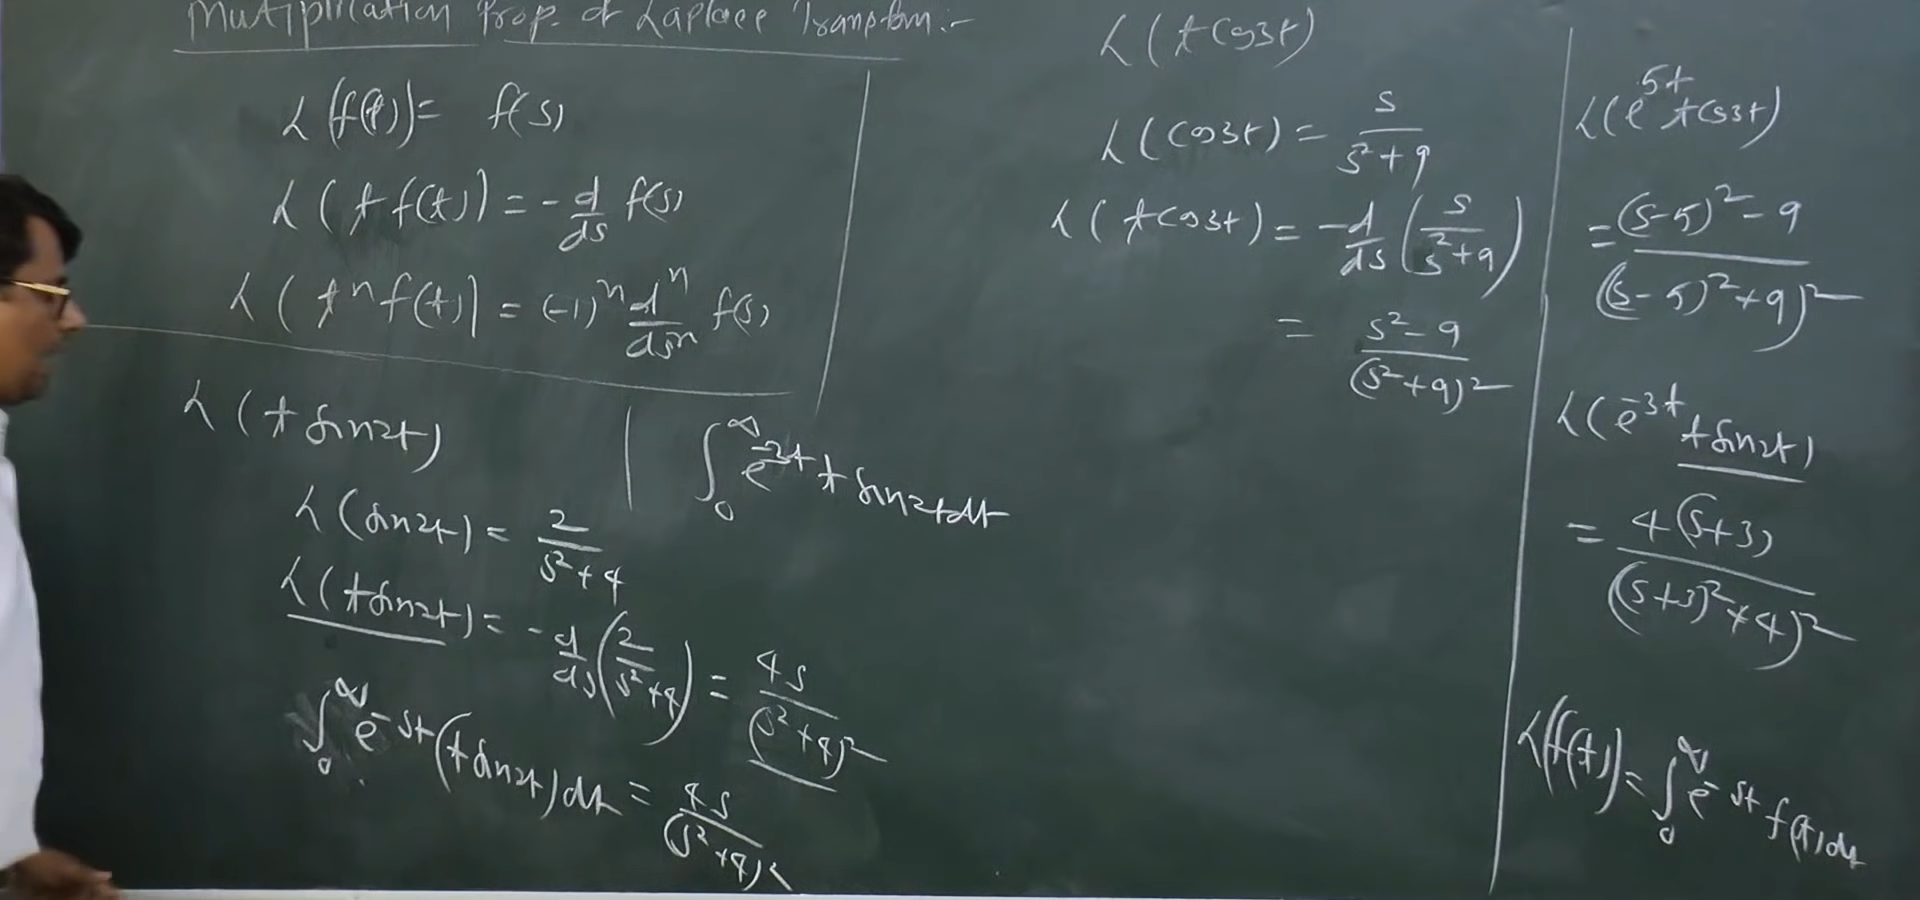 Multiplication Prop. of Laplace Transform:-
L(f(t)) = f(s)
L(t f(t)) = -d/ds f(s)
L(t^n f(t)) = (-1)^n d^n/ds^n f(s)
L(t sin2t)
L(sin2t) = 2/(s²+4)
L(t sin2t) = -d/ds (2/(s²+4)) = 4s/(s²+4)²
∫₀^∞ e^-st (t sin2t) dt = 4s/(s²+4)²
∫₀^∞ e^-2t t sin2t dt
L(t cos3t)
L(cos3t) = s/(s²+9)
L(t cos3t) = -d/ds (s/(s²+9))
= (s²-9)/(s²+9)²
L(e^5t t cos3t)
= ((s-5)²-9)/((s-5)²+9)²
L(e^-3t t sin2t)
= 4(s+3)/((s+3)²+4)²
L(f(t)) = ∫₀^∞ e^-st f(t) dt